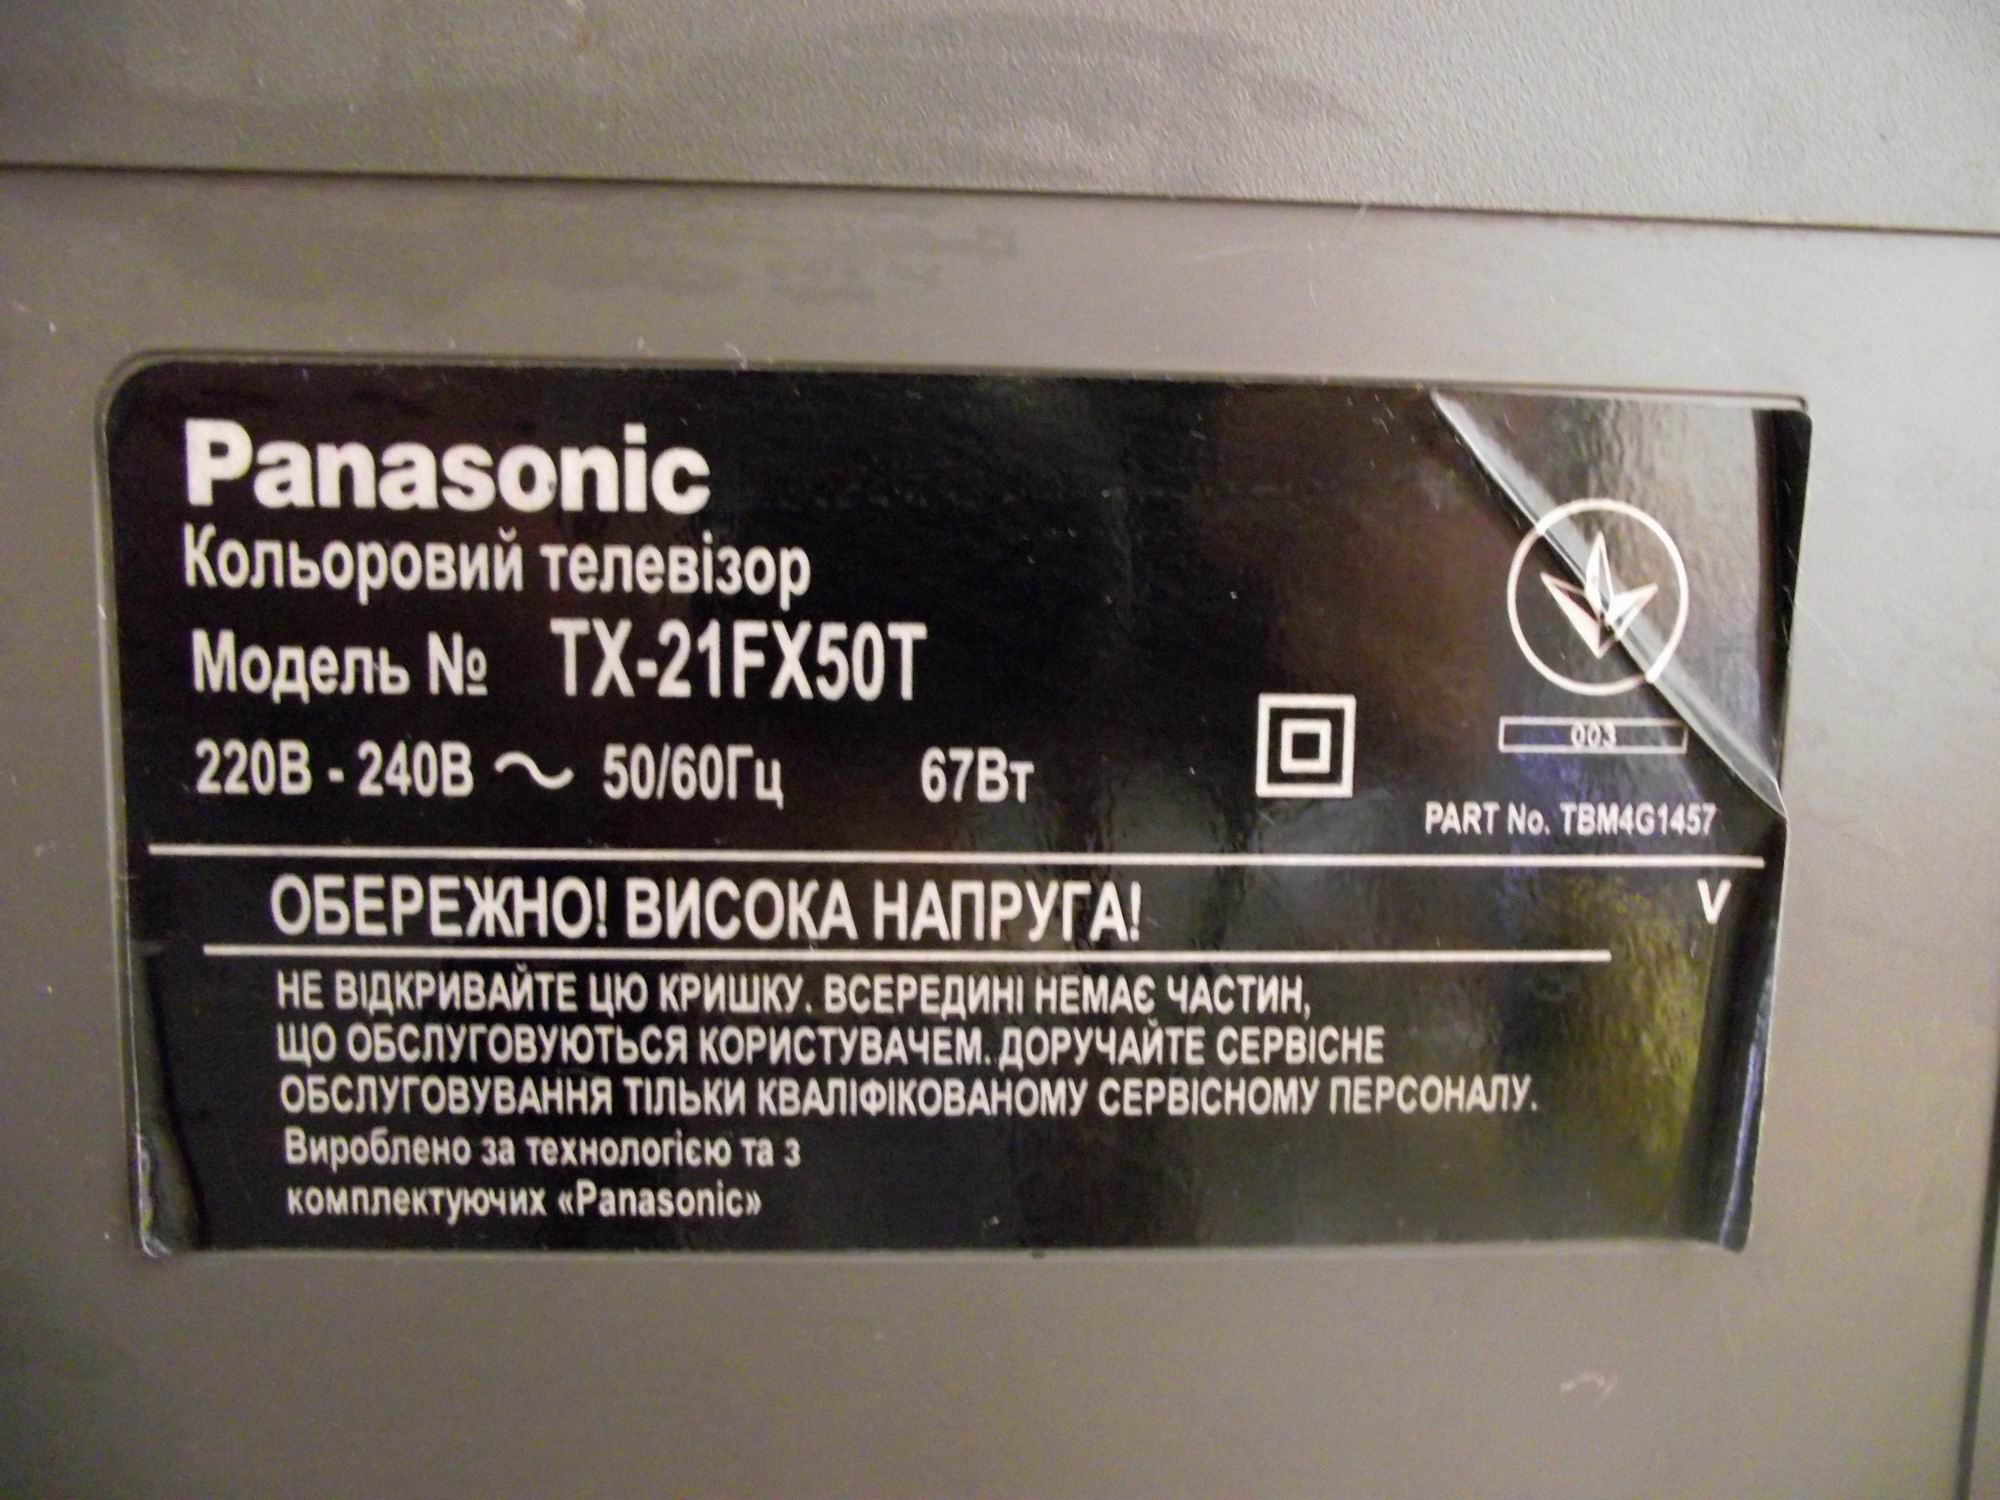 Panasonic
Кольоровий телевізор
Модель № TX-21FX50T
220В - 240В ~ 50/60Гц 67Вт
003
PART No. TBM4G1457
ОБЕРЕЖНО! ВИСОКА НАПРУГА!
V
НЕ ВІДКРИВАЙТЕ ЦЮ КРИШКУ. ВСЕРЕДИНІ НЕМАЄ ЧАСТИН,
ЩО ОБСЛУГОВУЮТЬСЯ КОРИСТУВАЧЕМ. ДОРУЧАЙТЕ СЕРВІСНЕ
ОБСЛУГОВУВАННЯ ТІЛЬКИ КВАЛІФІКОВАНОМУ СЕРВІСНОМУ ПЕРСОНАЛУ.
Вироблено за технологією та з
комплектуючих «Panasonic»